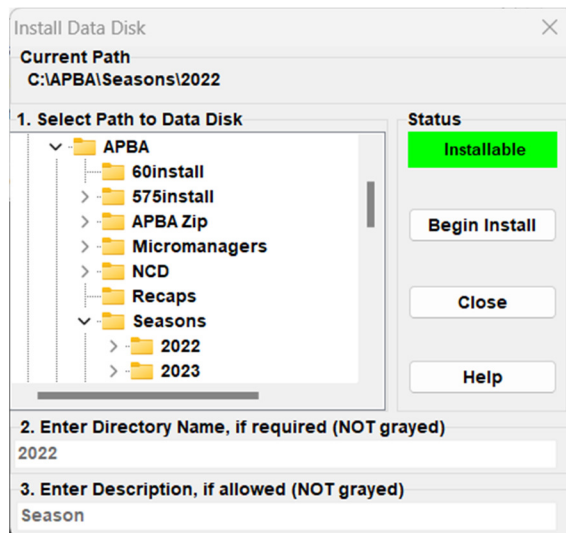 Install Data Disk
Current Path
C:\APBA\Seasons\2022
1. Select Path to Data Disk
APBA
60install
575install
APBA Zip
Micromanagers
NCD
Recaps
Seasons
2022
2023
Status
Installable
Begin Install
Close
Help
2. Enter Directory Name, if required (NOT grayed)
2022
3. Enter Description, if allowed (NOT grayed)
Season